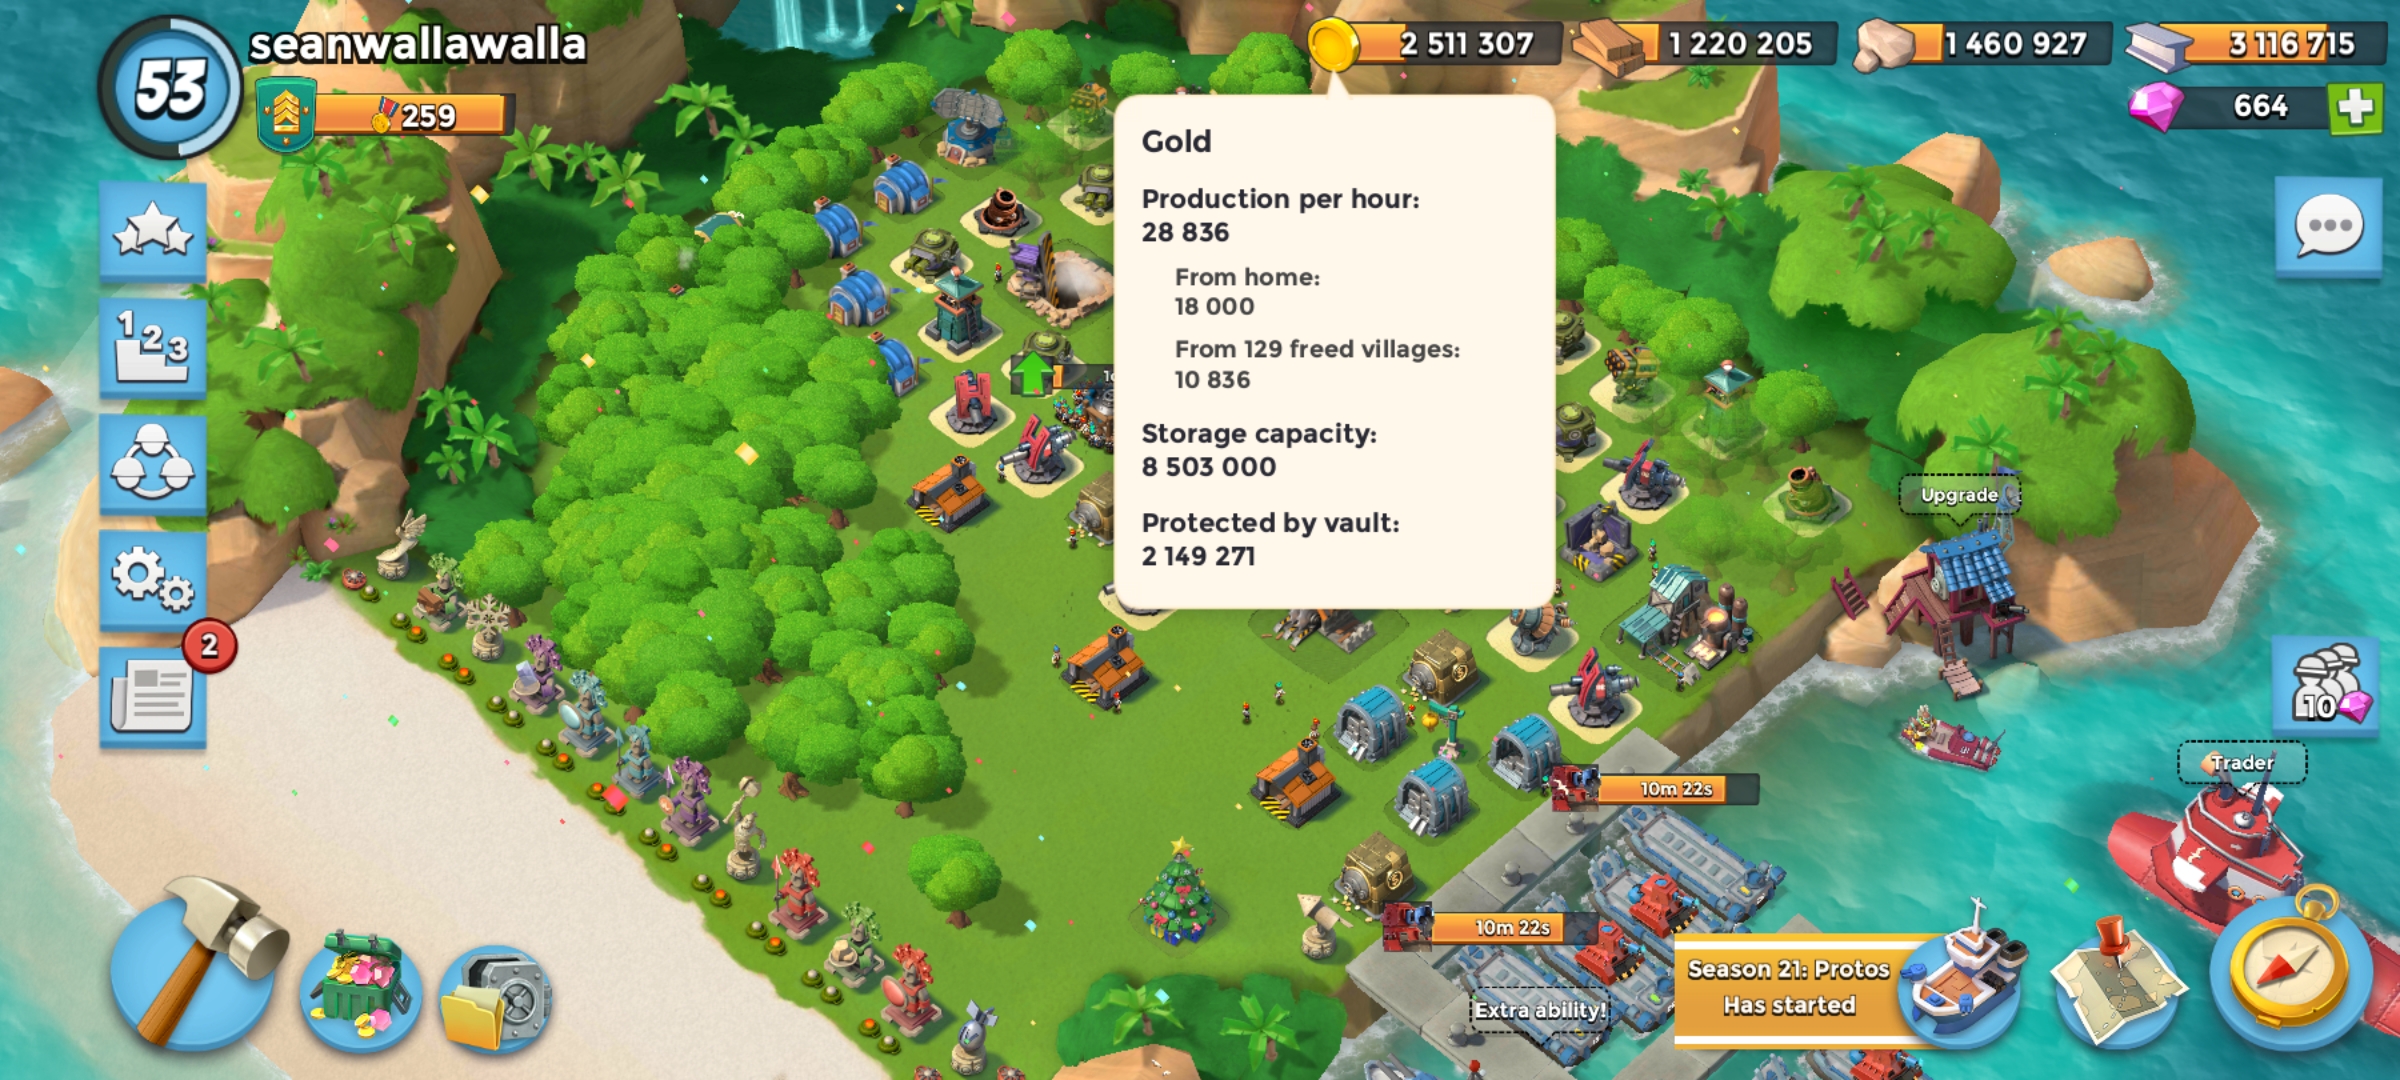 53
seanwallawalla
259
2 511 307
1 220 205
1 460 927
3 116 715
664
Gold
Production per hour:
28 836
From home:
18 000
From 129 freed villages:
10 836
Storage capacity:
8 503 000
Protected by vault:
2 149 271
1 2 3
2
Upgrade
10
Trader
10m 22s
10m 22s
Extra ability!
Season 21: Protos
Has started